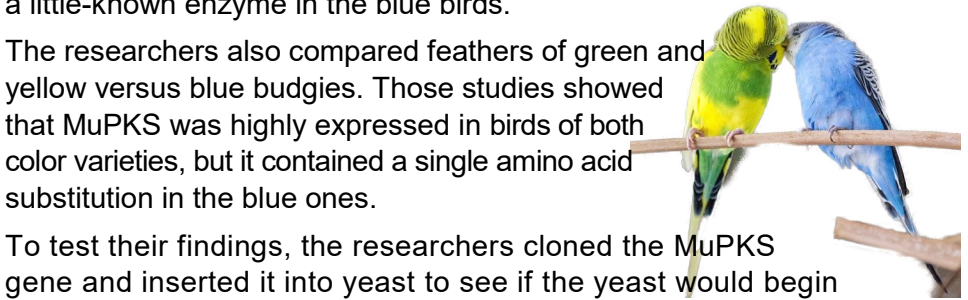 a little-known enzyme in the blue birds.
The researchers also compared feathers of green and
yellow versus blue budgies. Those studies showed
that MuPKS was highly expressed in birds of both
color varieties, but it contained a single amino acid
substitution in the blue ones.
To test their findings, the researchers cloned the MuPKS
gene and inserted it into yeast to see if the yeast would begin